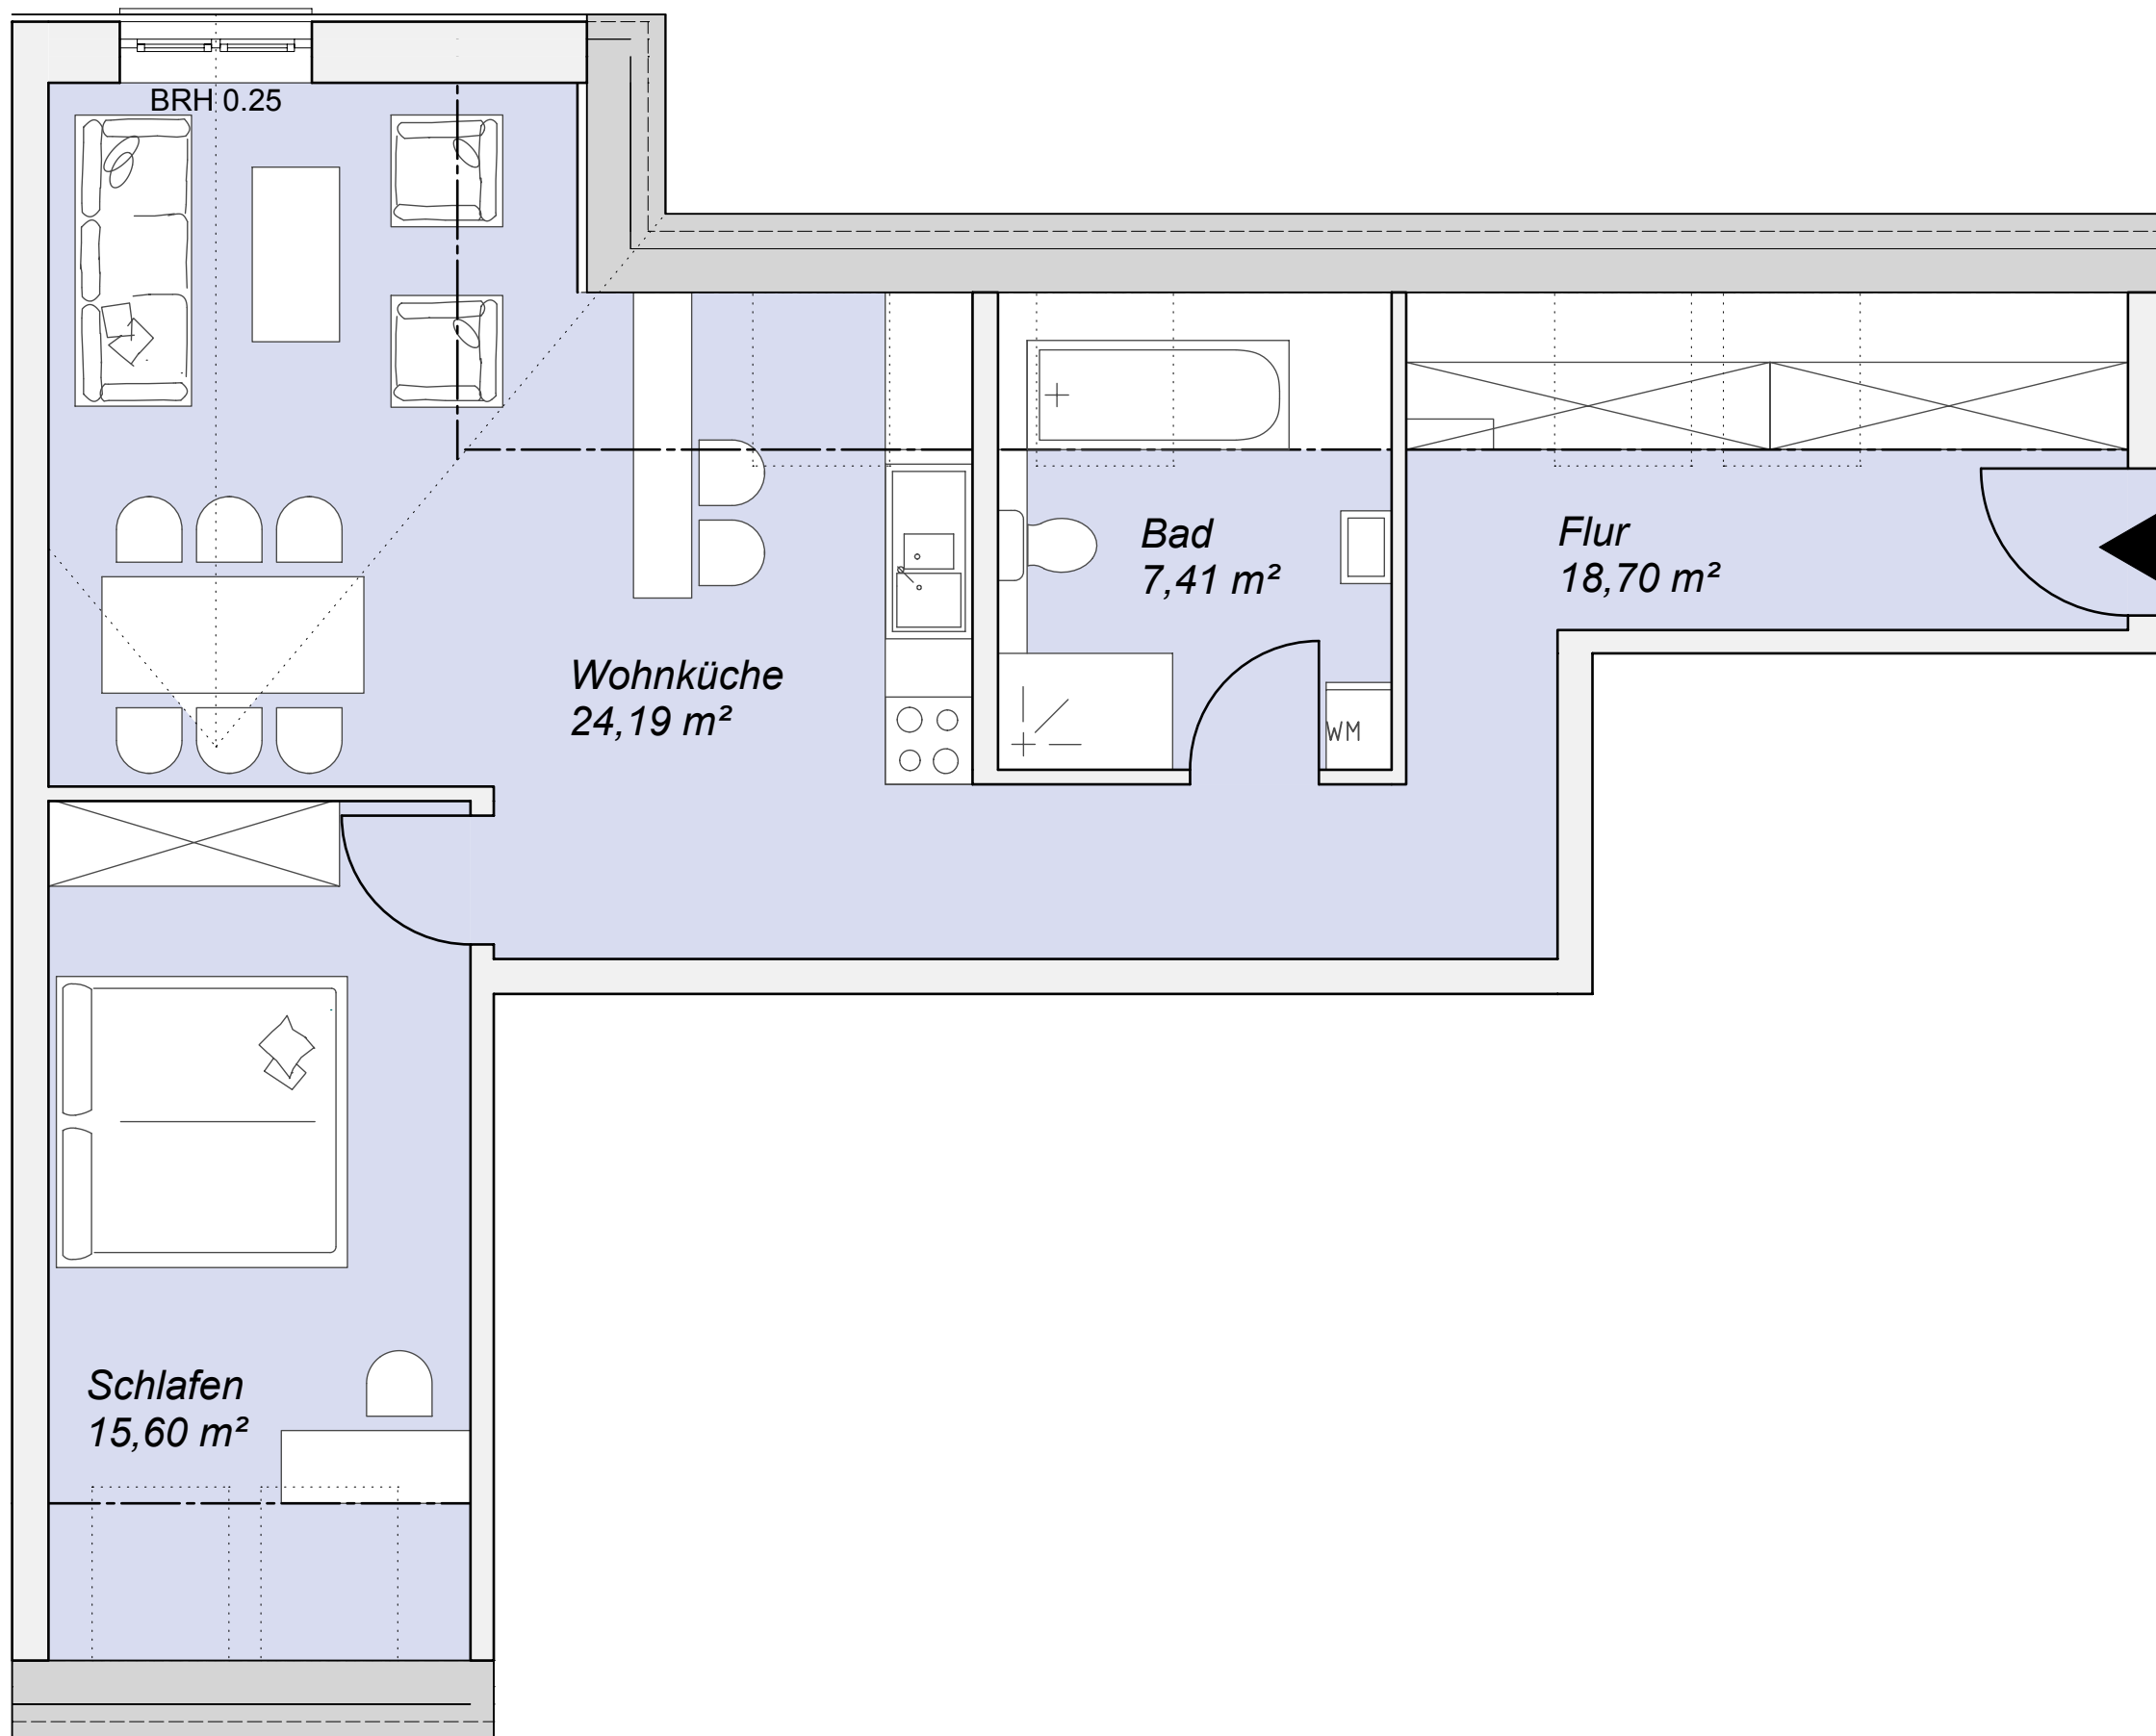 BRH 0.25
Bad
7,41 m²
Flur
18,70 m²
Wohnküche
24,19 m²
WM
Schlafen
15,60 m²